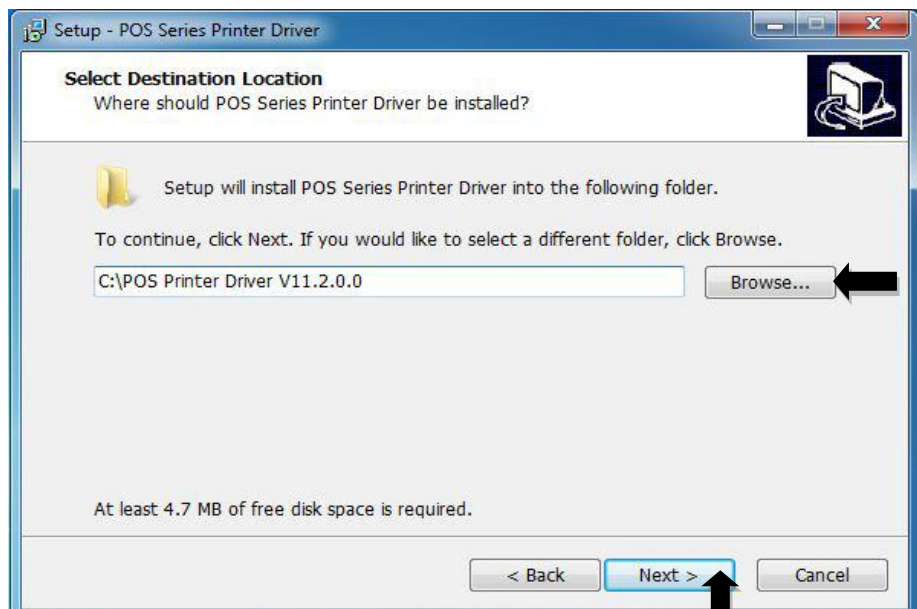 Setup - POS Series Printer Driver
Select Destination Location
Where should POS Series Printer Driver be installed?
Setup will install POS Series Printer Driver into the following folder.
To continue, click Next. If you would like to select a different folder, click Browse.
C:\POS Printer Driver V11.2.0.0
Browse...
At least 4.7 MB of free disk space is required.
< Back
Next >
Cancel